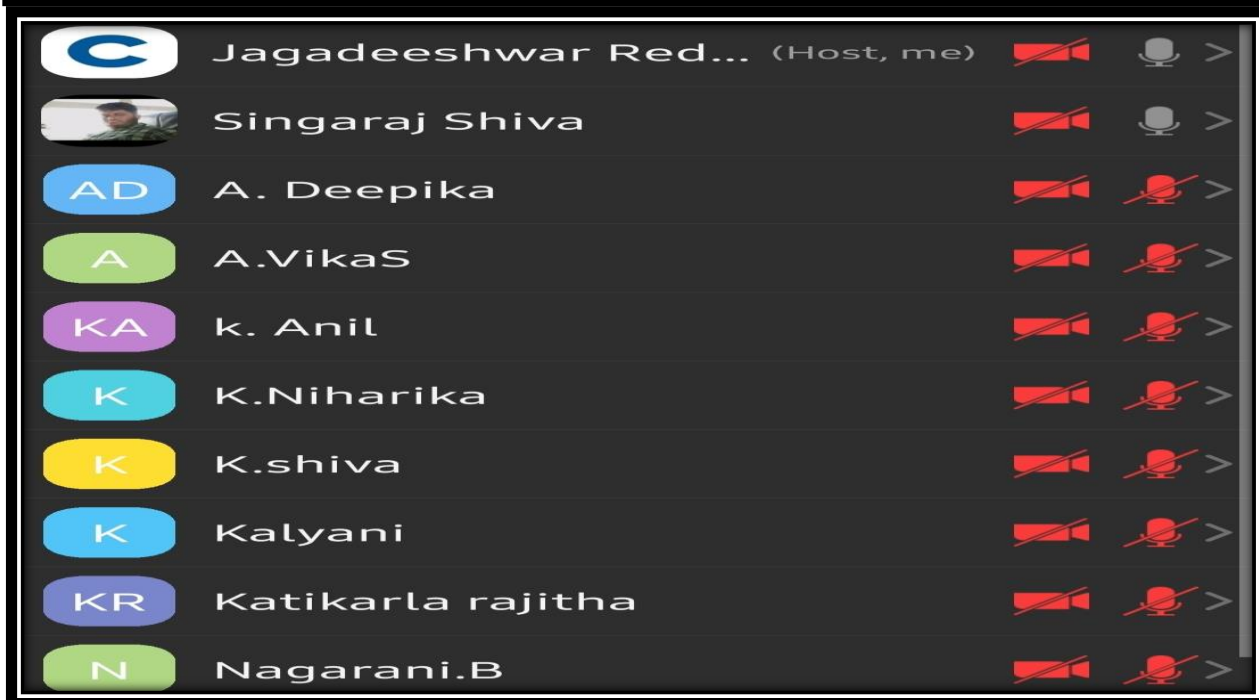 C Jagadeeshwar Red... (Host, me)
Singaraj Shiva
AD A. Deepika
A A.VikaS
KA k. Anil
K K.Niharika
K K.shiva
K Kalyani
KR Katikarla rajitha
N Nagarani.B